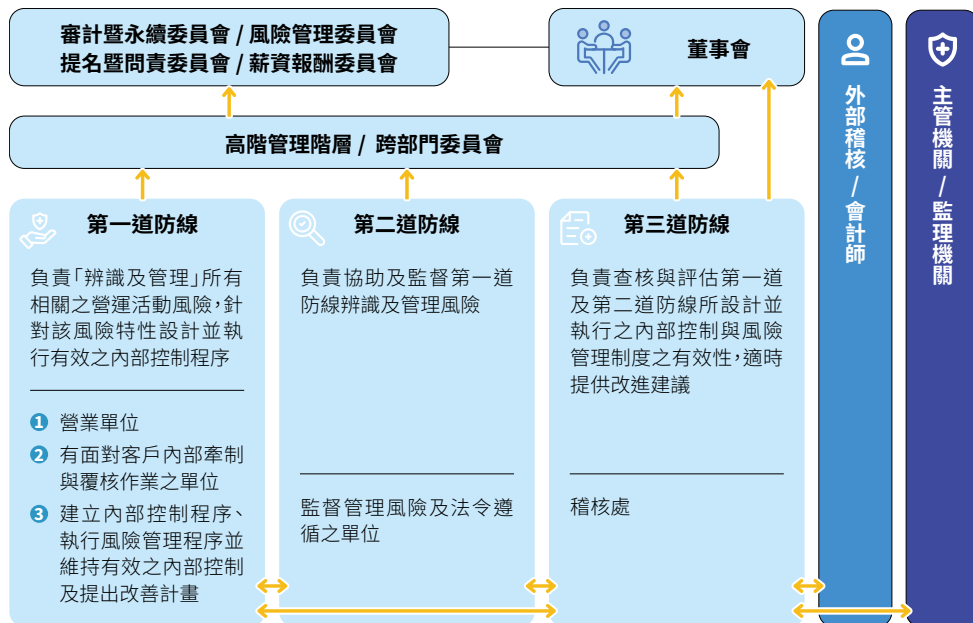 審計暨永續委員會 / 風險管理委員會
提名暨問責委員會 / 薪資報酬委員會
董事會
高階管理階層 / 跨部門委員會
第一道防線
負責「辨識及管理」所有
相關之營運活動風險，針
對該風險特性設計並執
行有效之內部控制程序
1 營業單位
2 有面對客戶內部牽制
與覆核作業之單位
3 建立內部控制程序、
執行風險管理程序並
維持有效之內部控制
及提出改善計畫
第二道防線
負責協助及監督第一道
防線辨識及管理風險
監督管理風險及法令遵
循之單位
第三道防線
負責查核與評估第一道
及第二道防線所設計並
執行之內部控制與風險
管理制度之有效性，適時
提供改進建議
稽核處
外部稽核 / 會計師
主管機關 / 監理機關